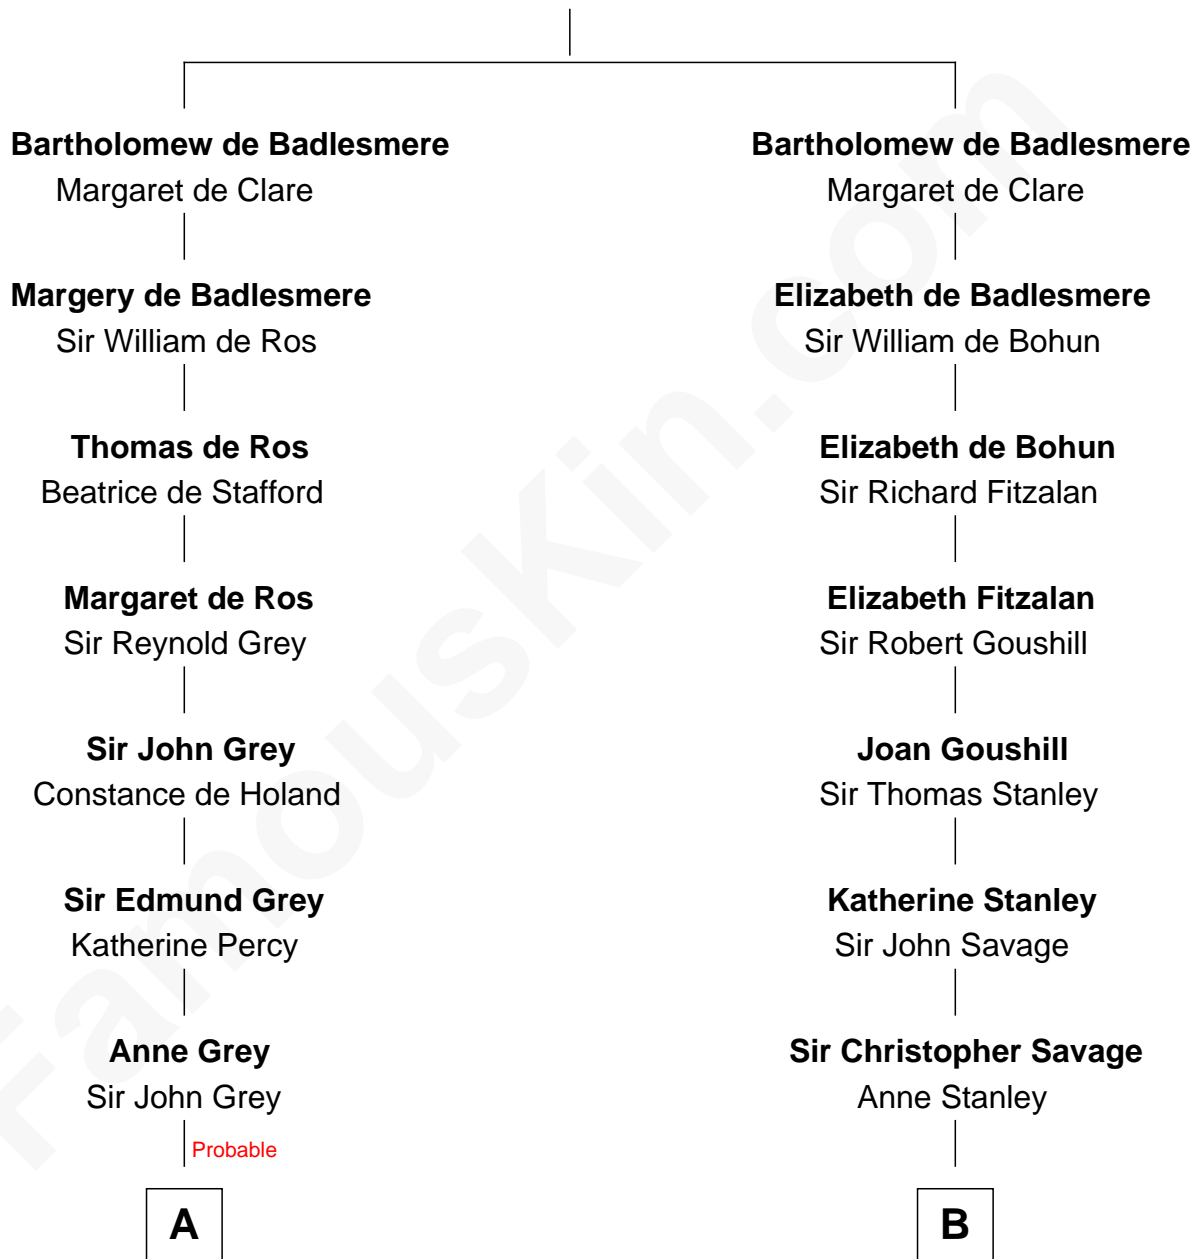 Bartholomew de Badlesmere
Margaret de Clare
Margery de Badlesmere
Sir William de Ros
Thomas de Ros
Beatrice de Stafford
Margaret de Ros
Sir Reynold Grey
Sir John Grey
Constance de Holand
Sir Edmund Grey
Katherine Percy
Anne Grey
Sir John Grey
Probable
A
Bartholomew de Badlesmere
Margaret de Clare
Elizabeth de Badlesmere
Sir William de Bohun
Elizabeth de Bohun
Sir Richard Fitzalan
Elizabeth Fitzalan
Sir Robert Goushill
Joan Goushill
Sir Thomas Stanley
Katherine Stanley
Sir John Savage
Sir Christopher Savage
Anne Stanley
B
FamousKin.com